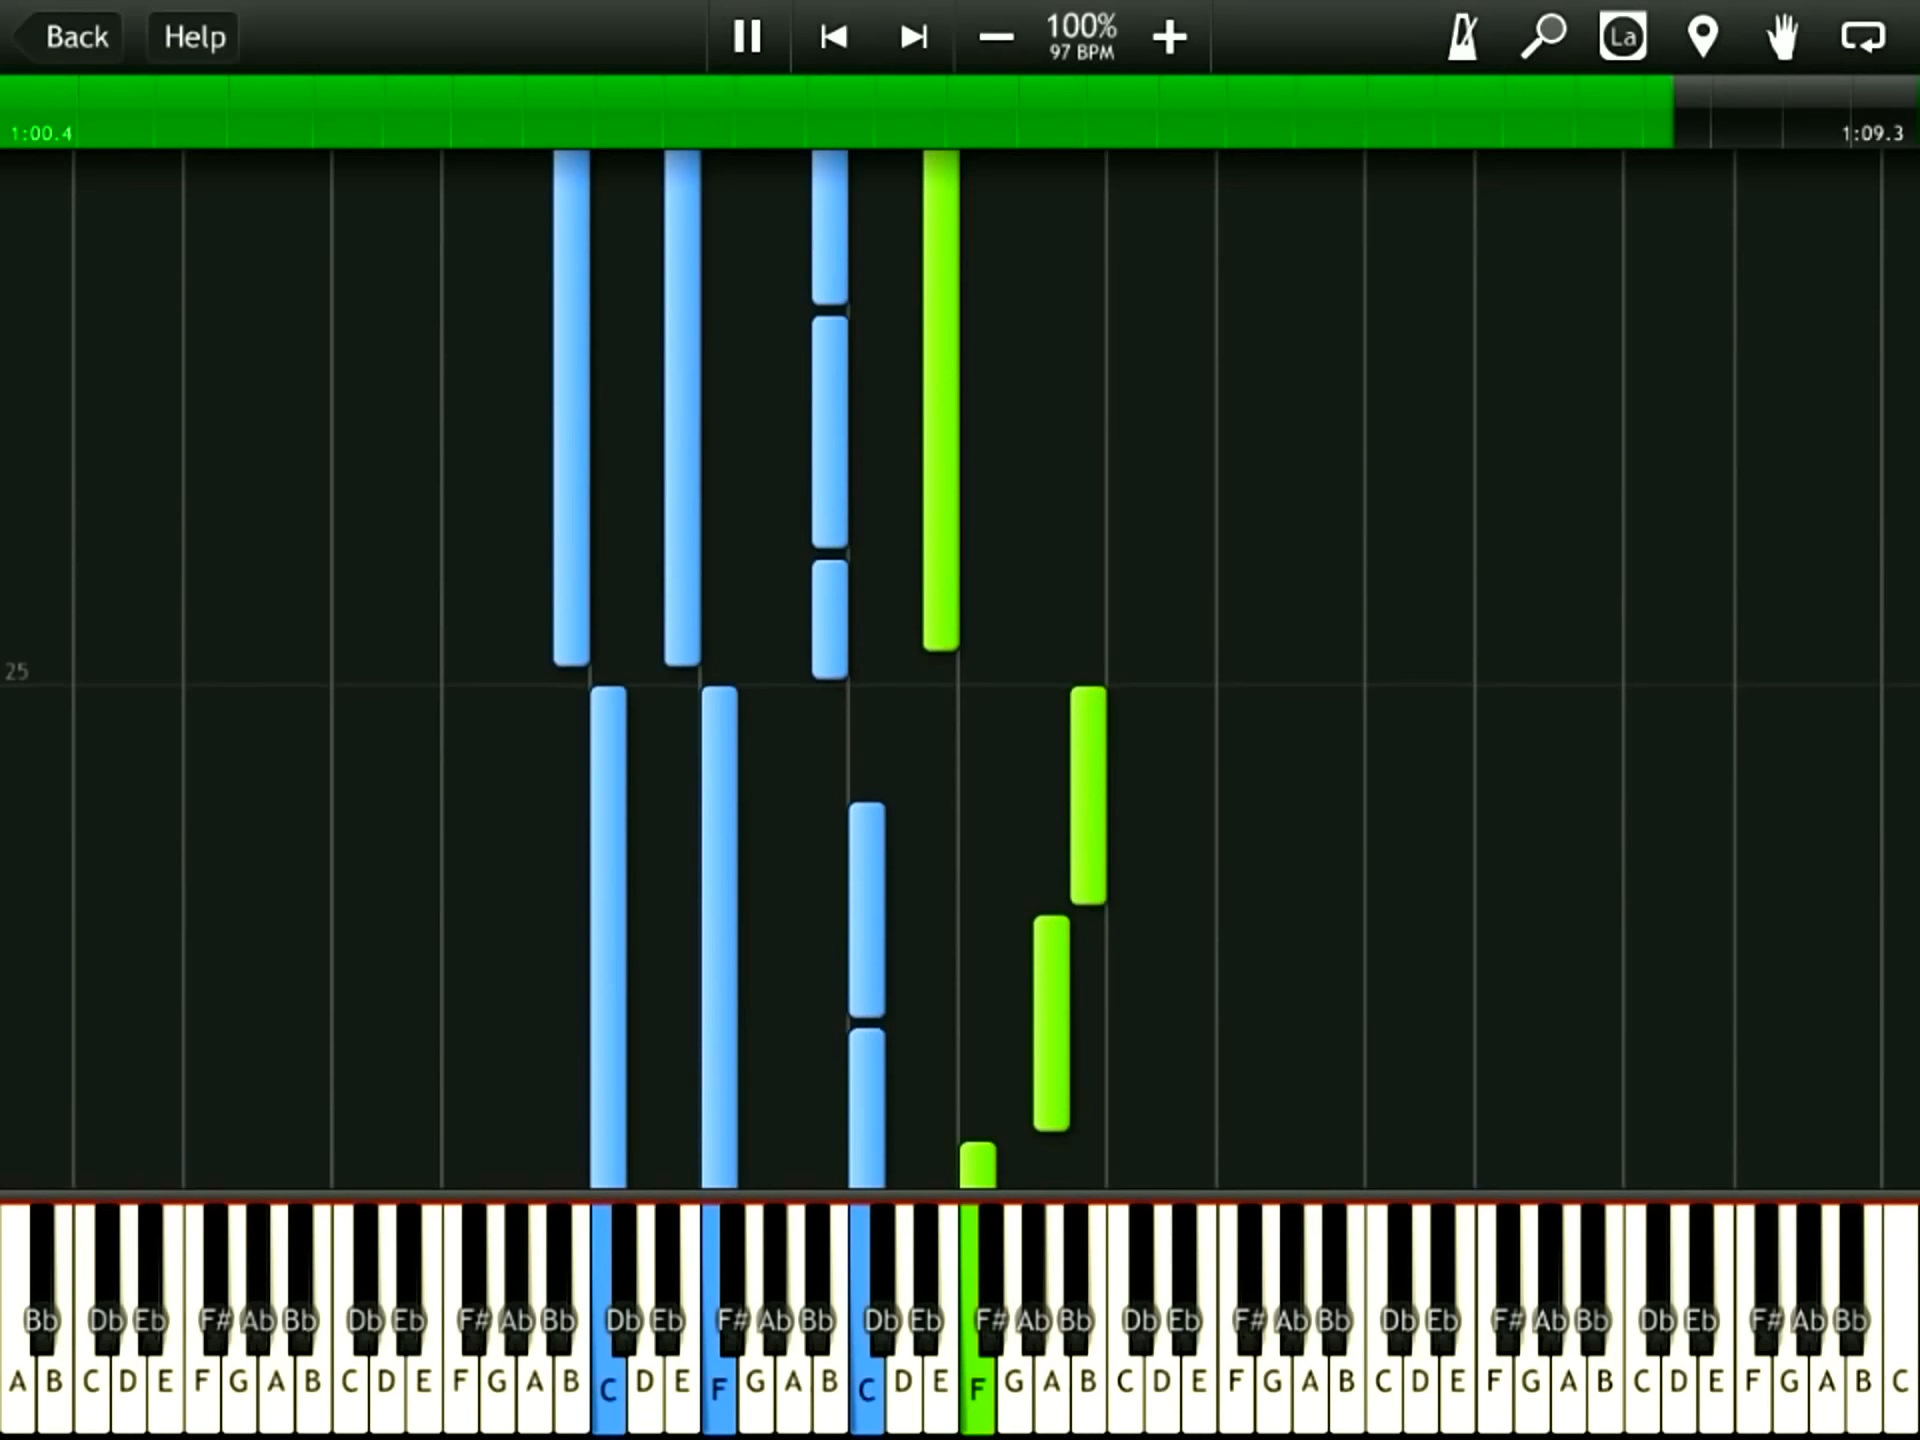 Back Help 100% La
97 BPM
1:00.4 1:09.3
25
Bb Db Eb F# Ab Bb Db Eb F# Ab Bb Db Eb F# Ab Bb Db Eb F# Ab Bb Db Eb F# Ab Bb Db Eb F# Ab Bb Db Eb F# Ab Bb
A B C D E F G A B C D E F G A B C D E F G A B C D E F G A B C D E F G A B C D E F G A B C D E F G A B C